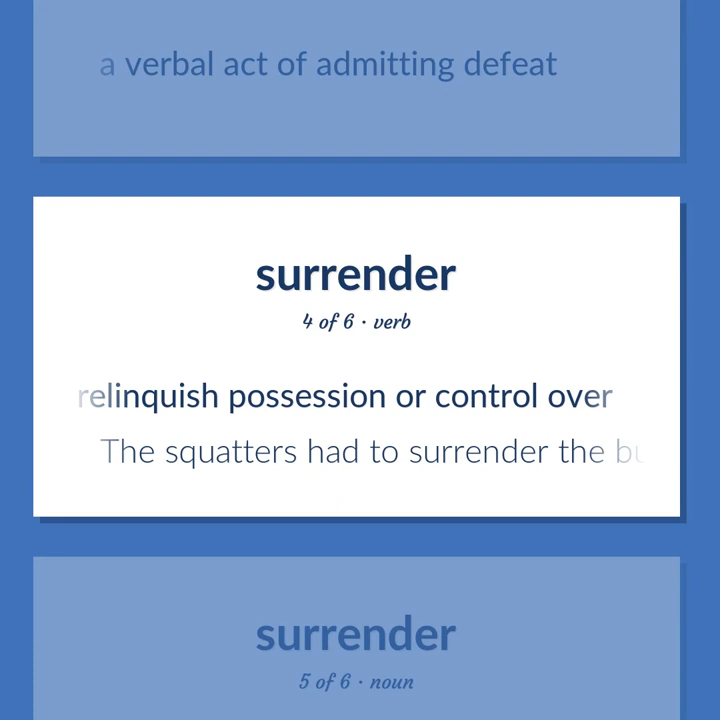 a verbal act of admitting defeat
surrender
4 of 6 · verb
relinquish possession or control over
The squatters had to surrender the
surrender
5 of 6 · noun